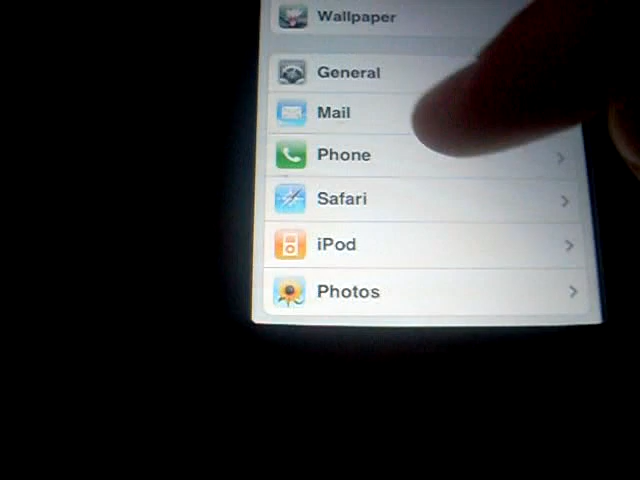 Wallpaper
General
Mail
Phone
Safari
iPod
Photos